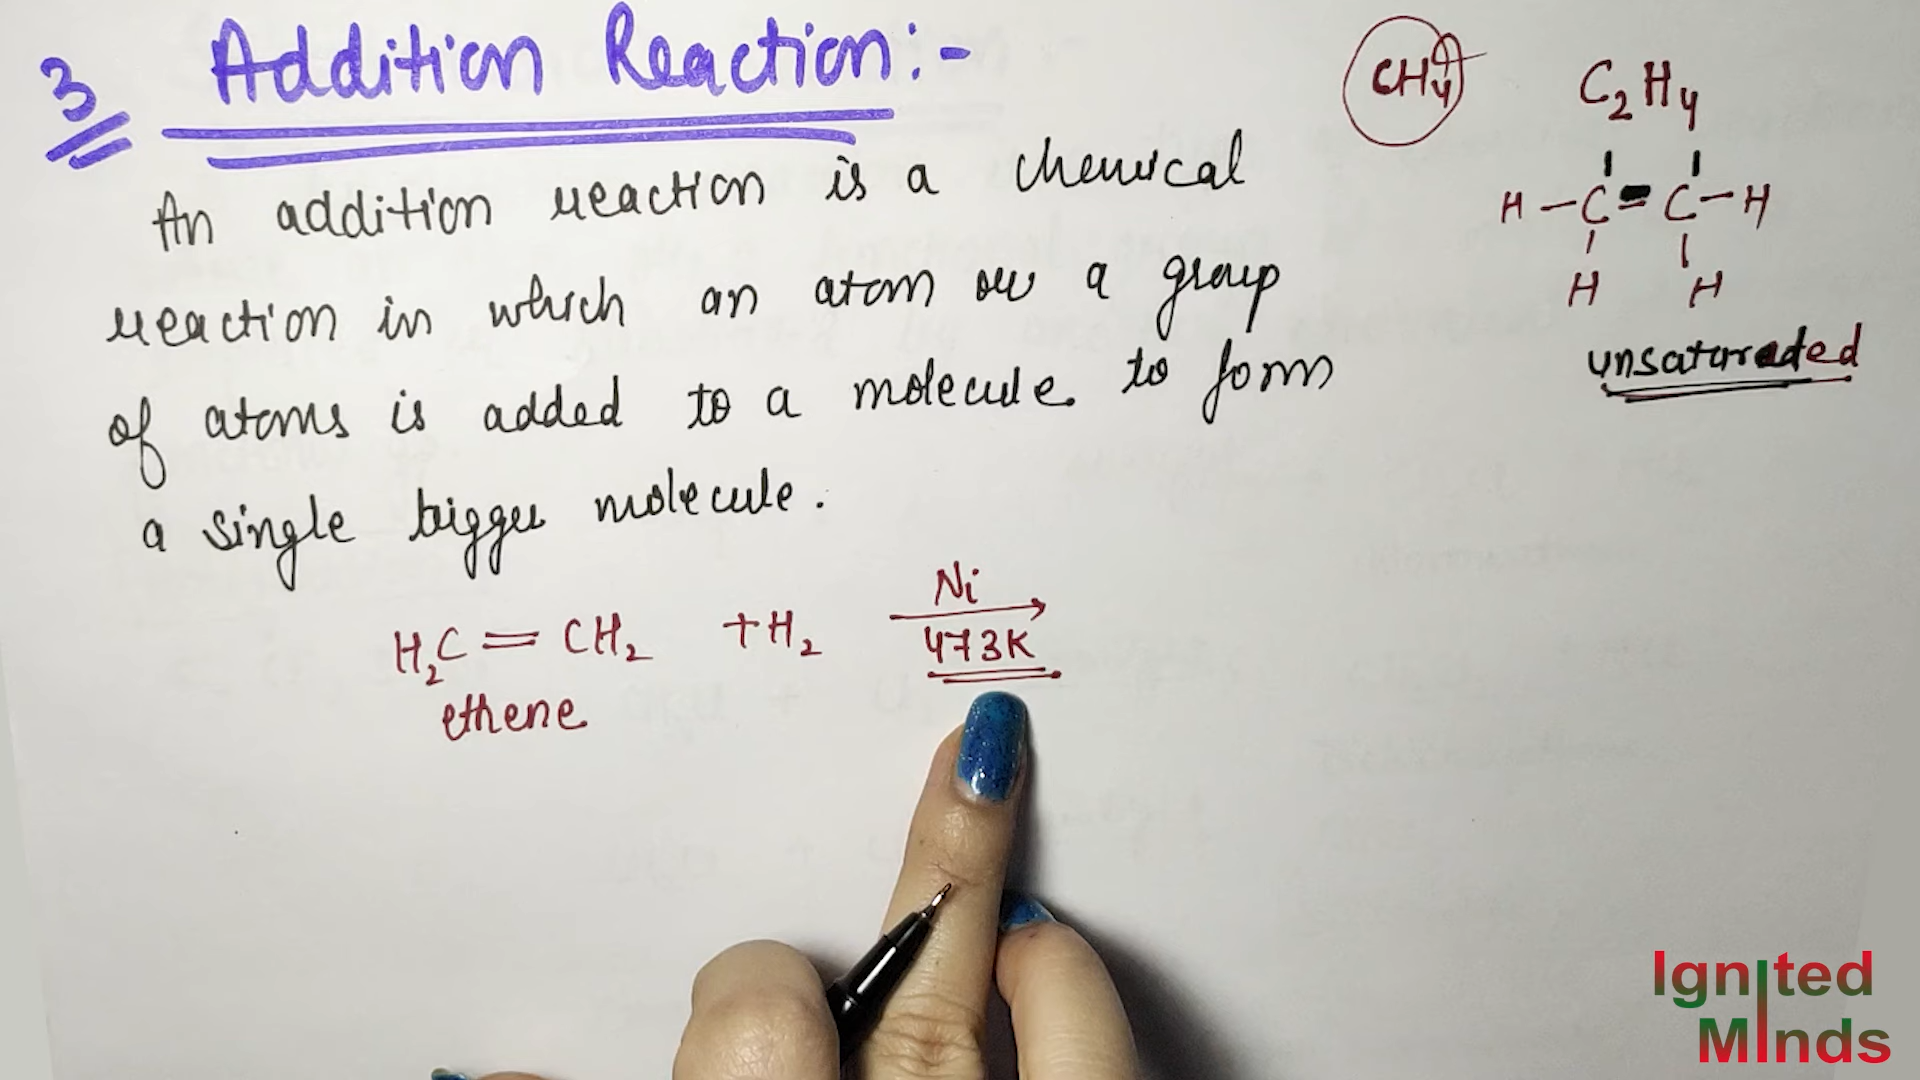 3 Addition Reaction:-
An addition reaction is a chemical
reaction in which an atom or a group
of atoms is added to a molecule to form
a single bigger molecule.
H₂C = CH₂ + H₂
Ni
473K
ethene
CH₄
C₂H₄
H - C = C - H
H H
unsaturated
Ignited
Minds